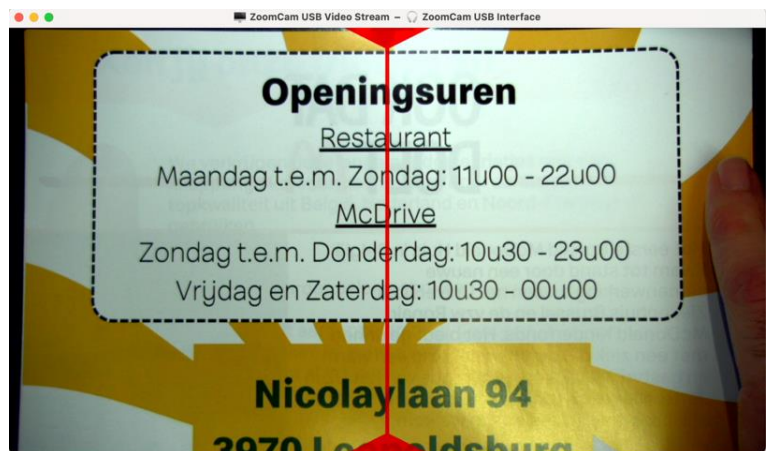 ZoomCam USB Video Stream – ZoomCam USB Interface
Openingsuren
Restaurant
Maandag t.e.m. Zondag: 11u00 - 22u00
McDrive
Zondag t.e.m. Donderdag: 10u30 - 23u00
Vrijdag en Zaterdag: 10u30 - 00u00
Nicolaylaan 94
3970 Leopoldsburg